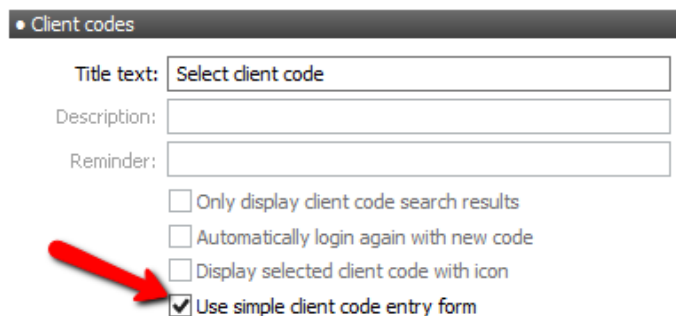 • Client codes
Title text: Select client code
Description:
Reminder:
Only display client code search results
Automatically login again with new code
Display selected client code with icon
Use simple client code entry form